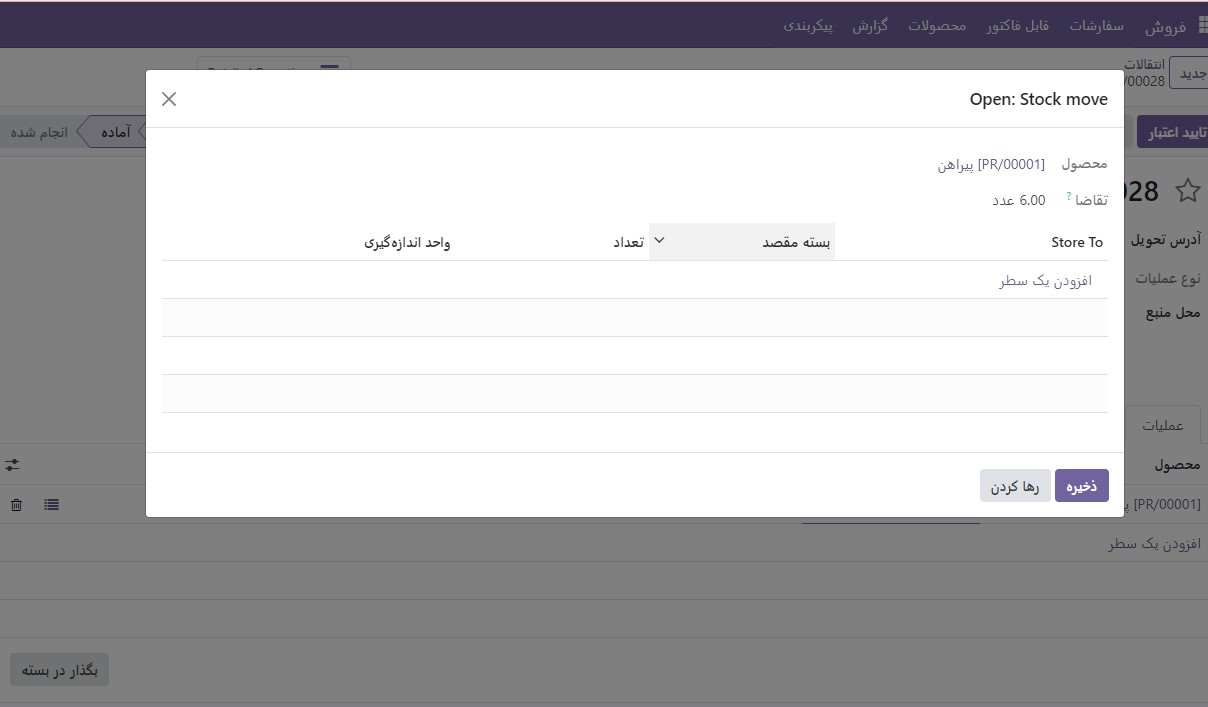 فروش سفارشات قابل فاکتور محصولات گزارش پیکربندی
جدید
انتقالات
/00028
تایید اعتبار
آماده
انجام شده
Open: Stock move
محصول [PR/00001] پیراهن
تقاضا ? 6.00 عدد
Store To بسته مقصد تعداد واحد اندازه‌گیری
افزودن یک سطر
ذخیره رها کردن
28
آدرس تحویل
نوع عملیات
محل منبع
عملیات
محصول
[PR/00001]
افزودن یک سطر
بگذار در بسته